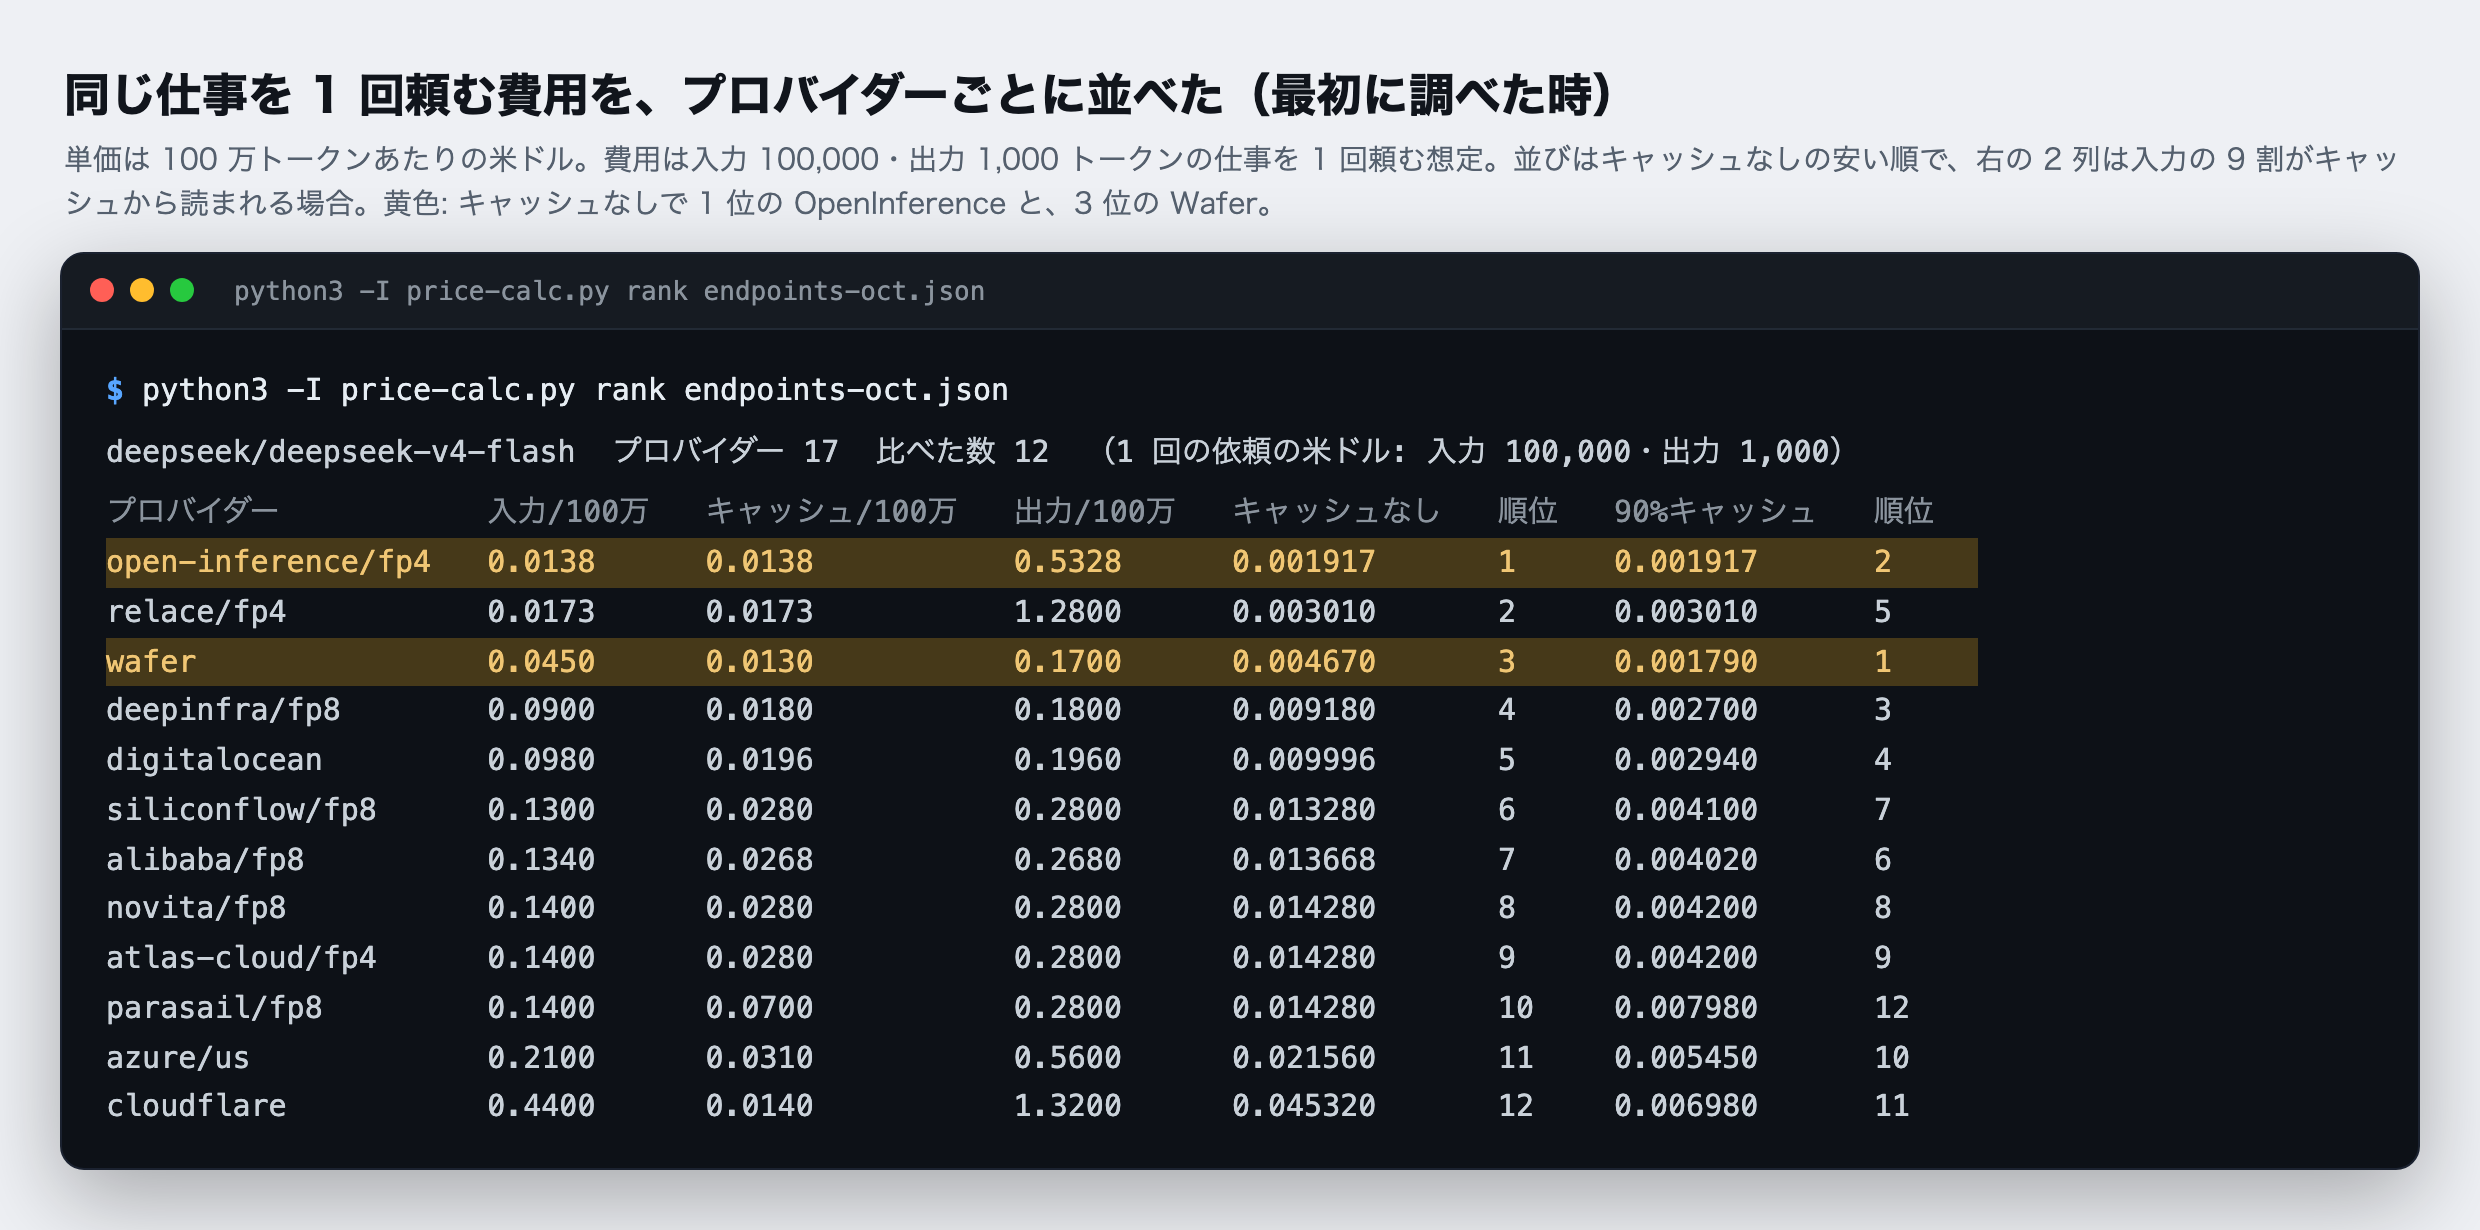 同じ仕事を 1 回頼む費用を、プロバイダーごとに並べた（最初に調べた時）
単価は 100 万トークンあたりの米ドル。費用は入力 100,000・出力 1,000 トークンの仕事を 1 回頼む想定。並びはキャッシュなしの安い順で、右の 2 列は入力の 9 割がキャッ
シュから読まれる場合。黄色: キャッシュなしで 1 位の OpenInference と、3 位の Wafer。
python3 -I price-calc.py rank endpoints-oct.json
$ python3 -I price-calc.py rank endpoints-oct.json
deepseek/deepseek-v4-flash プロバイダー 17 比べた数 12 （1 回の依頼の米ドル: 入力 100,000・出力 1,000）
プロバイダー 入力/100万 キャッシュ/100万 出力/100万 キャッシュなし 順位 90%キャッシュ 順位
open-inference/fp4 0.0138 0.0138 0.5328 0.001917 1 0.001917 2
relace/fp4 0.0173 0.0173 1.2800 0.003010 2 0.003010 5
wafer 0.0450 0.0130 0.1700 0.004670 3 0.001790 1
deepinfra/fp8 0.0900 0.0180 0.1800 0.009180 4 0.002700 3
digitalocean 0.0980 0.0196 0.1960 0.009996 5 0.002940 4
siliconflow/fp8 0.1300 0.0280 0.2800 0.013280 6 0.004100 7
alibaba/fp8 0.1340 0.0268 0.2680 0.013668 7 0.004020 6
novita/fp8 0.1400 0.0280 0.2800 0.014280 8 0.004200 8
atlas-cloud/fp4 0.1400 0.0280 0.2800 0.014280 9 0.004200 9
parasail/fp8 0.1400 0.0700 0.2800 0.014280 10 0.007980 12
azure/us 0.2100 0.0310 0.5600 0.021560 11 0.005450 10
cloudflare 0.4400 0.0140 1.3200 0.045320 12 0.006980 11